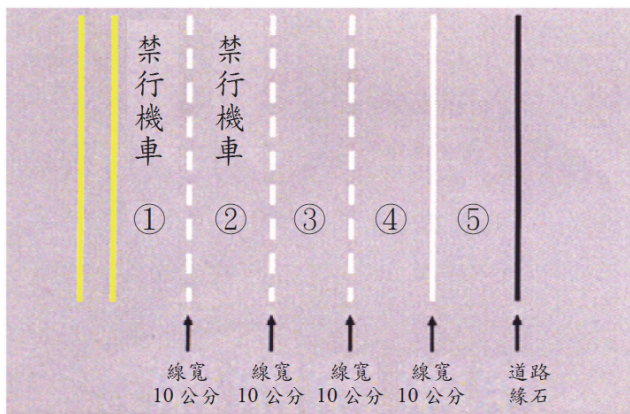 禁行機車
禁行機車
① ② ③ ④ ⑤
線寬 線寬 線寬 線寬 道路
10公分 10公分 10公分 10公分 緣石